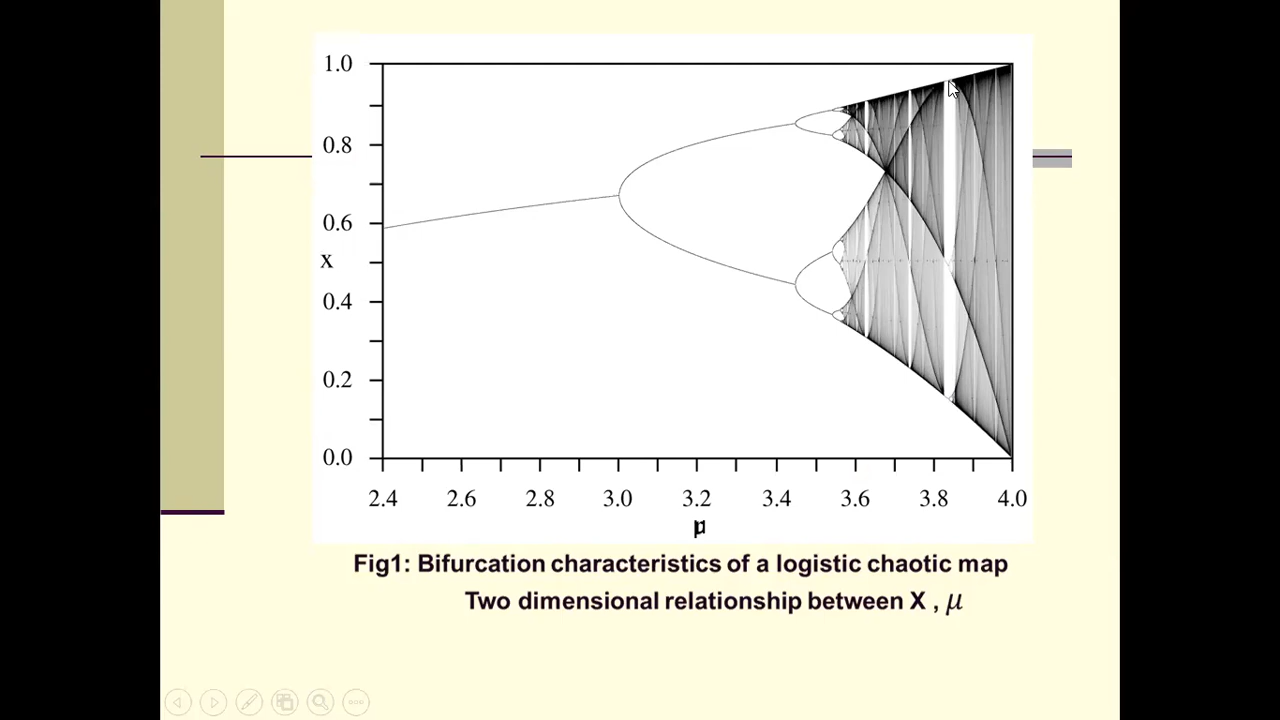 1.0
0.8
0.6
x
0.4
0.2
0.0
2.4 2.6 2.8 3.0 3.2 3.4 3.6 3.8 4.0
μ
Fig1: Bifurcation characteristics of a logistic chaotic map
Two dimensional relationship between X , μ